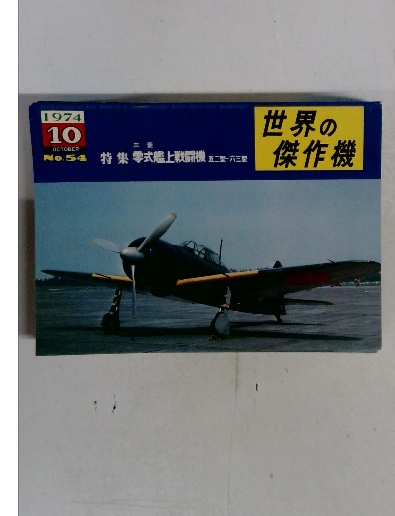 1974
10
OCTOBER
No.54
三菱
特集 零式艦上戦闘機 五二型-六三型
世界の
傑作機